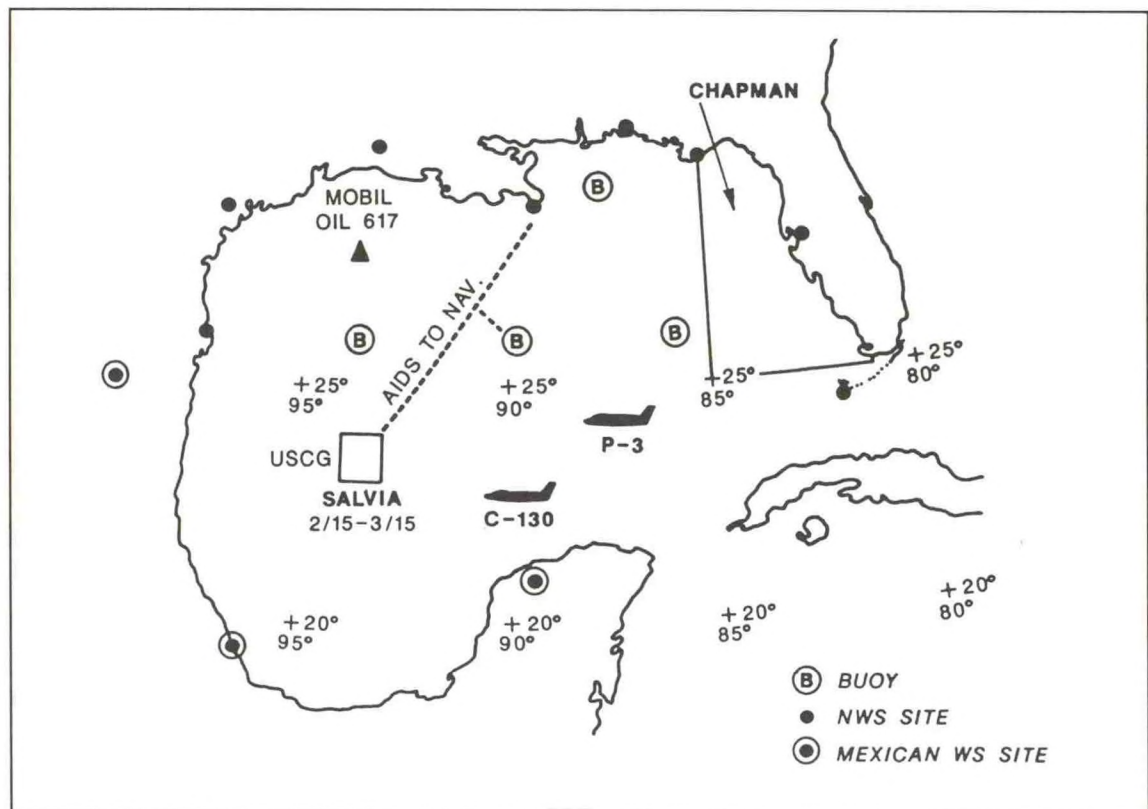 CHAPMAN
MOBIL
OIL 617
B
AIDS TO NAV.
B
B
B
+25°
80°
+25°
95°
+25°
90°
+25°
85°
P-3
USCG
SALVIA
2/15-3/15
C-130
+20°
95°
+20°
90°
+20°
85°
+20°
80°
B BUOY
NWS SITE
MEXICAN WS SITE